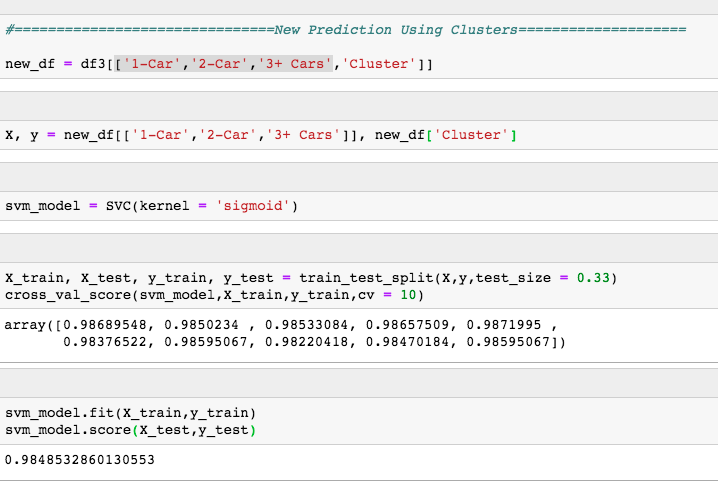 #===============================New Prediction Using Clusters====================
new_df = df3[['1-Car','2-Car','3+ Cars','Cluster']]
X, y = new_df[['1-Car','2-Car','3+ Cars']], new_df['Cluster']
svm_model = SVC(kernel = 'sigmoid')
X_train, X_test, y_train, y_test = train_test_split(X,y,test_size = 0.33)
cross_val_score(svm_model,X_train,y_train,cv = 10)
array([0.98689548, 0.9850234 , 0.98533084, 0.98657509, 0.9871995 ,
0.98376522, 0.98595067, 0.98220418, 0.98470184, 0.98595067])
svm_model.fit(X_train,y_train)
svm_model.score(X_test,y_test)
0.9848532860130553